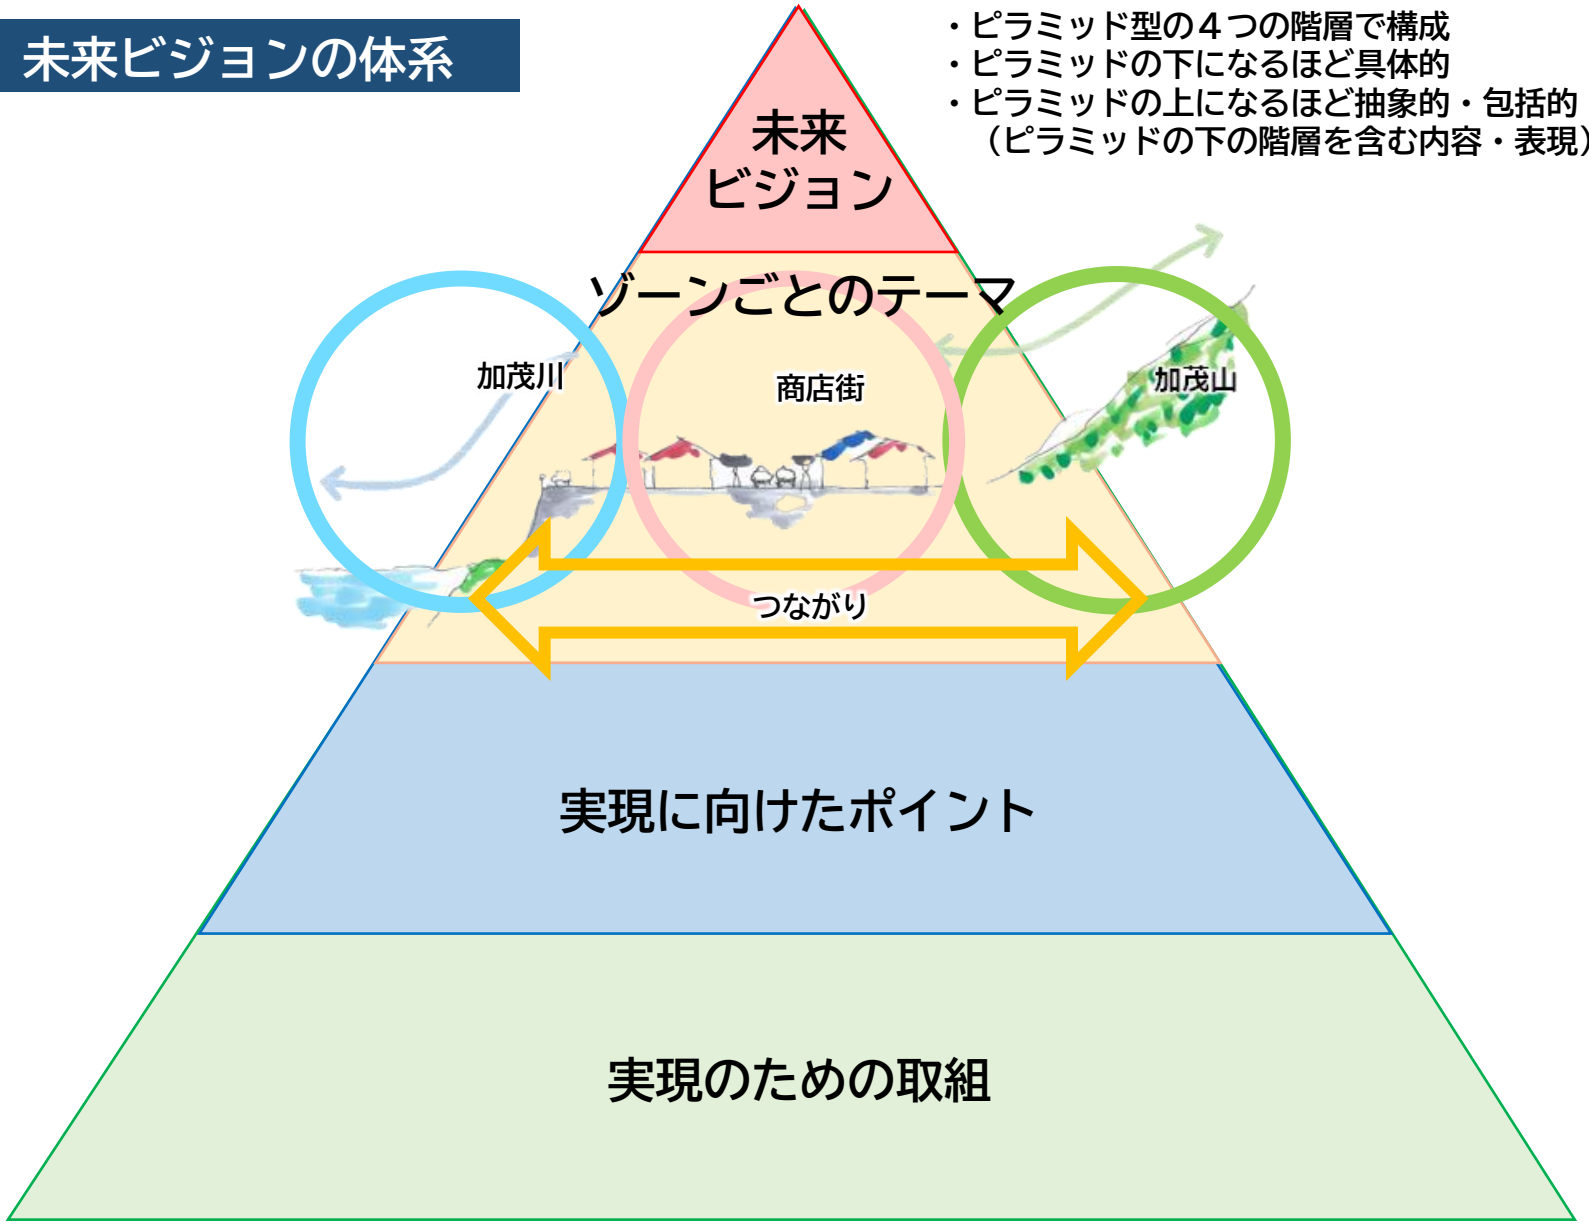 未来ビジョンの体系
・ピラミッド型の４つの階層で構成
・ピラミッドの下になるほど具体的
・ピラミッドの上になるほど抽象的・包括的
（ピラミッドの下の階層を含む内容・表現）
未来
ビジョン
ゾーンごとのテーマ
加茂川
商店街
加茂山
つながり
実現に向けたポイント
実現のための取組